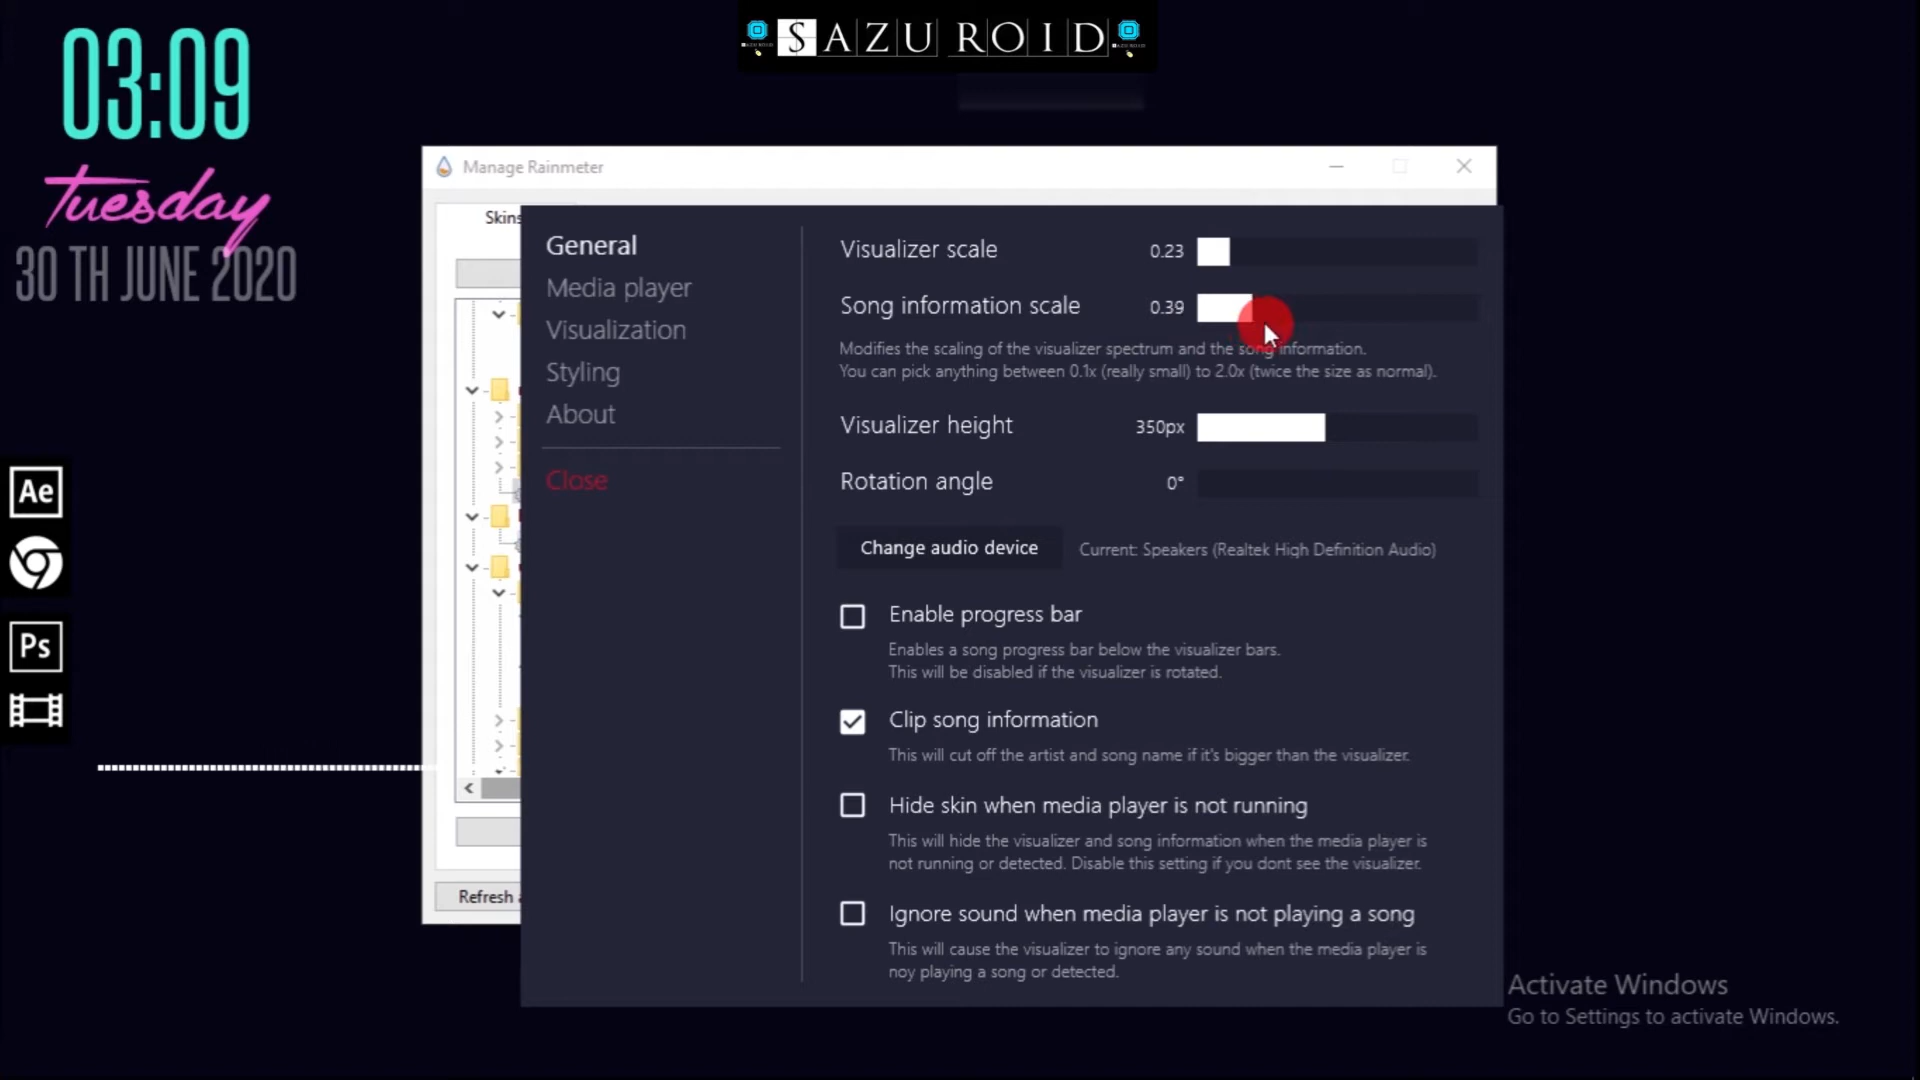 SAZU ROID
03:09
Tuesday
30 TH JUNE 2020
Manage Rainmeter
Skins
General
Media player
Visualization
Styling
About
Close
Visualizer scale 0.23
Song information scale 0.39
Modifies the scaling of the visualizer spectrum and the song information.
You can pick anything between 0.1x (really small) to 2.0x (twice the size as normal).
Visualizer height 350px
Rotation angle 0°
Change audio device Current: Speakers (Realtek High Definition Audio)
Enable progress bar
Enables a song progress bar below the visualizer bars.
This will be disabled if the visualizer is rotated.
Clip song information
This will cut off the artist and song name if it's bigger than the visualizer.
Hide skin when media player is not running
This will hide the visualizer and song information when the media player is
not running or detected. Disable this setting if you dont see the visualizer.
Ignore sound when media player is not playing a song
This will cause the visualizer to ignore any sound when the media player is
noy playing a song or detected.
Refresh
Ae
Ps
Activate Windows
Go to Settings to activate Windows.